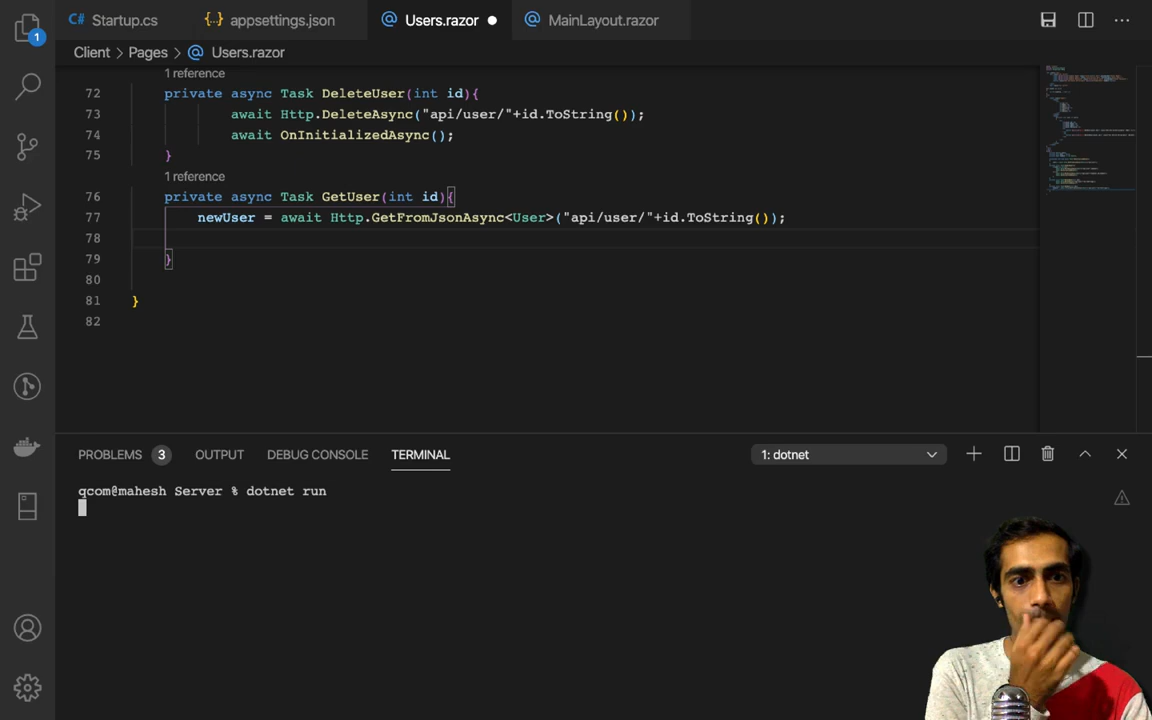 Startup.cs
appsettings.json
Users.razor
MainLayout.razor
1
Client > Pages > Users.razor
1 reference
72 private async Task DeleteUser(int id){
73 await Http.DeleteAsync("api/user/"+id.ToString());
74 await OnInitializedAsync();
75 }
1 reference
76 private async Task GetUser(int id){
77 newUser = await Http.GetFromJsonAsync<User>("api/user/"+id.ToString());
78
79 }
80
81 }
82
PROBLEMS 3 OUTPUT DEBUG CONSOLE TERMINAL 1: dotnet
qcom@mahesh Server % dotnet run